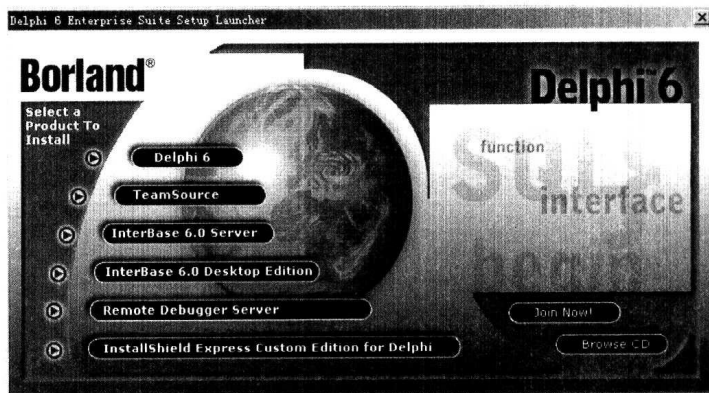 Delphi 6 Enterprise Suite Setup Launcher
Borland®
Delphi™6
Select a
Product To
Install
Delphi 6
TeamSource
InterBase 6.0 Server
InterBase 6.0 Desktop Edition
Remote Debugger Server
InstallShield Express Custom Edition for Delphi
function
SQL
interface
begin
Join Now!
Browse CD